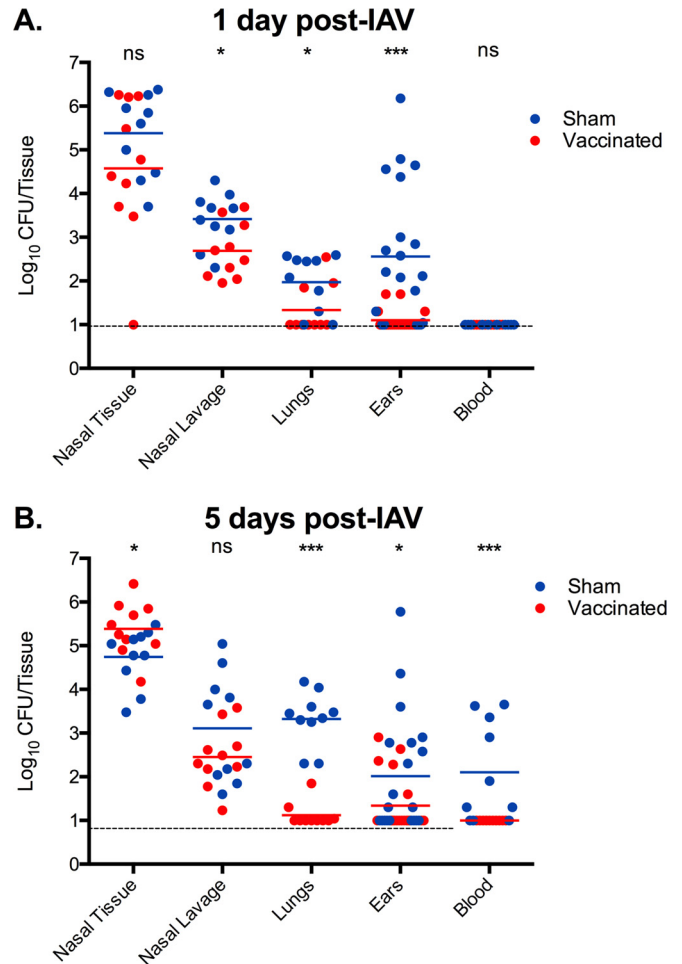 A.
1 day post-IAV
ns * * *** ns
7
6
5
4
3
2
1
0
Log10 CFU/Tissue
Sham
Vaccinated
Nasal Tissue
Nasal Lavage
Lungs
Ears
Blood
B.
5 days post-IAV
* ns *** * ***
7
6
5
4
3
2
1
0
Log10 CFU/Tissue
Sham
Vaccinated
Nasal Tissue
Nasal Lavage
Lungs
Ears
Blood